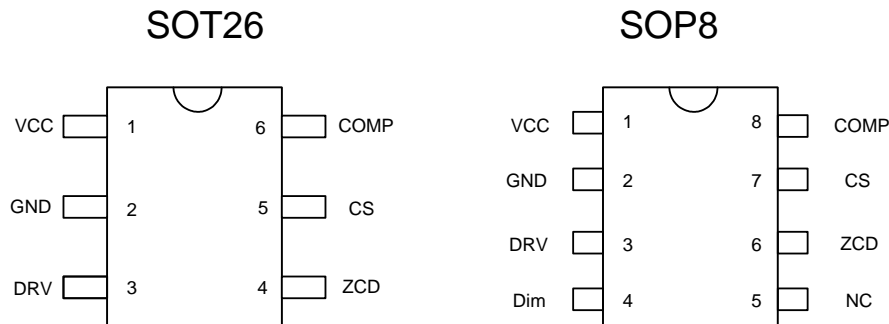 SOT26
SOP8
VCC 1 6 COMP
GND 2 5 CS
DRV 3 4 ZCD
VCC 1 8 COMP
GND 2 7 CS
DRV 3 6 ZCD
Dim 4 5 NC